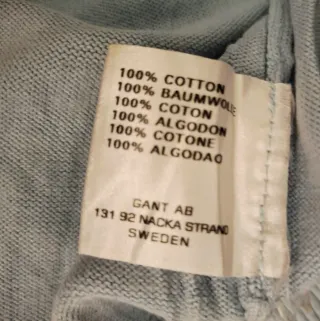 100% COTTON
100% BAUMWOLLE
100% COTON
100% ALGODON
100% COTONE
100% ALGODAO
GANT AB
131 92 NACKA STRAND
SWEDEN